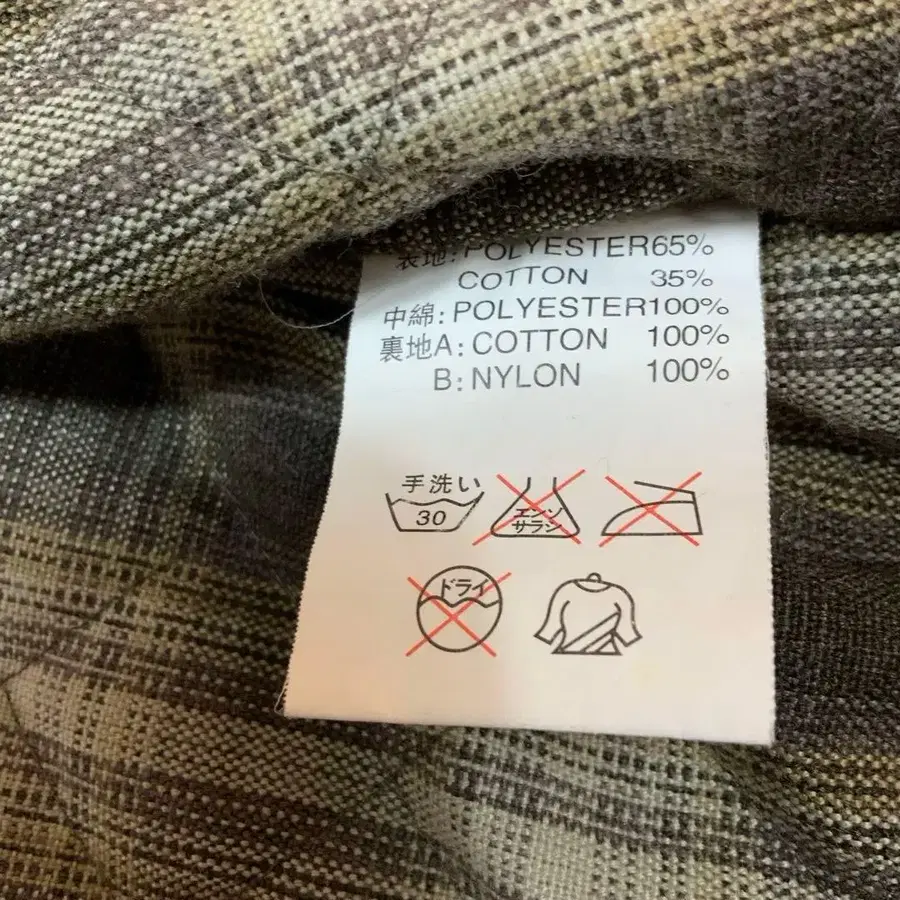 表地: POLYESTER65%
COTTON 35%
中綿: POLYESTER100%
裏地A: COTTON 100%
B: NYLON 100%
手洗い
30
エンソ
サラシ
ドライ